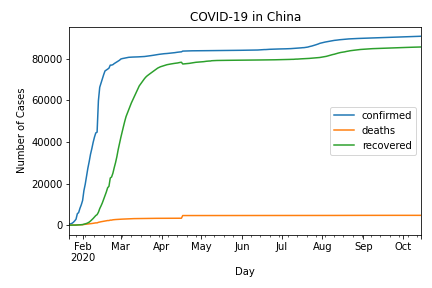 COVID-19 in China
Number of Cases
80000
60000
40000
20000
0
confirmed
deaths
recovered
Feb Mar Apr May Jun Jul Aug Sep Oct
2020
Day